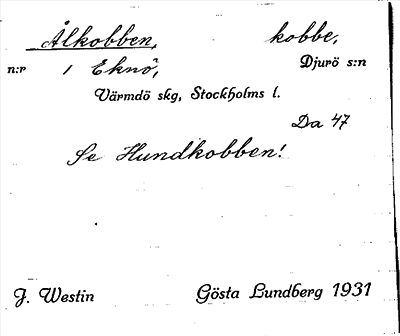 Ålkobben, kobbe,
n:r 1 Eknö, Djurö s:n
Värmdö skg, Stockholms l.
Da 47
Se Hundkobben!
J. Westin Gösta Lundberg 1931